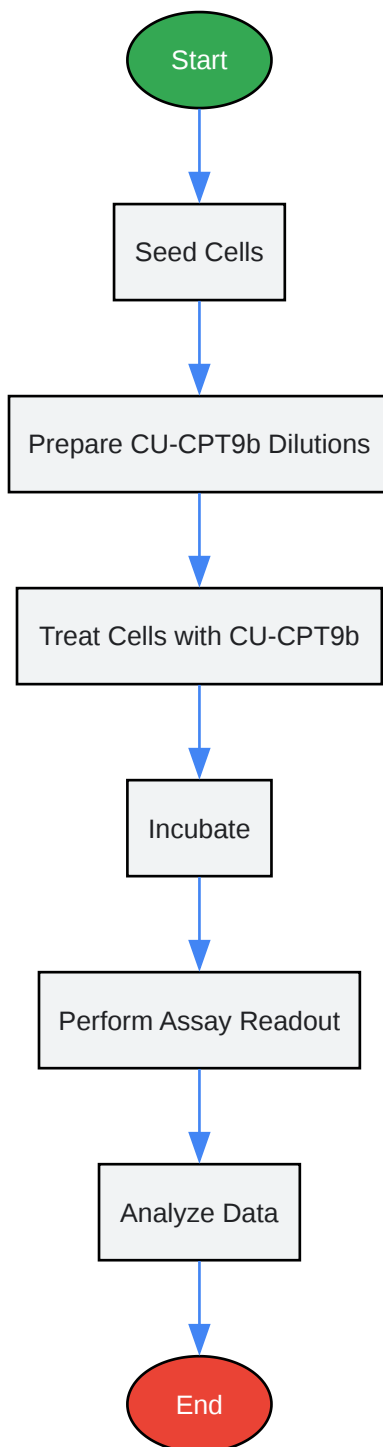 Start
Seed Cells
Prepare CU-CPT9b Dilutions
Treat Cells with CU-CPT9b
Incubate
Perform Assay Readout
Analyze Data
End